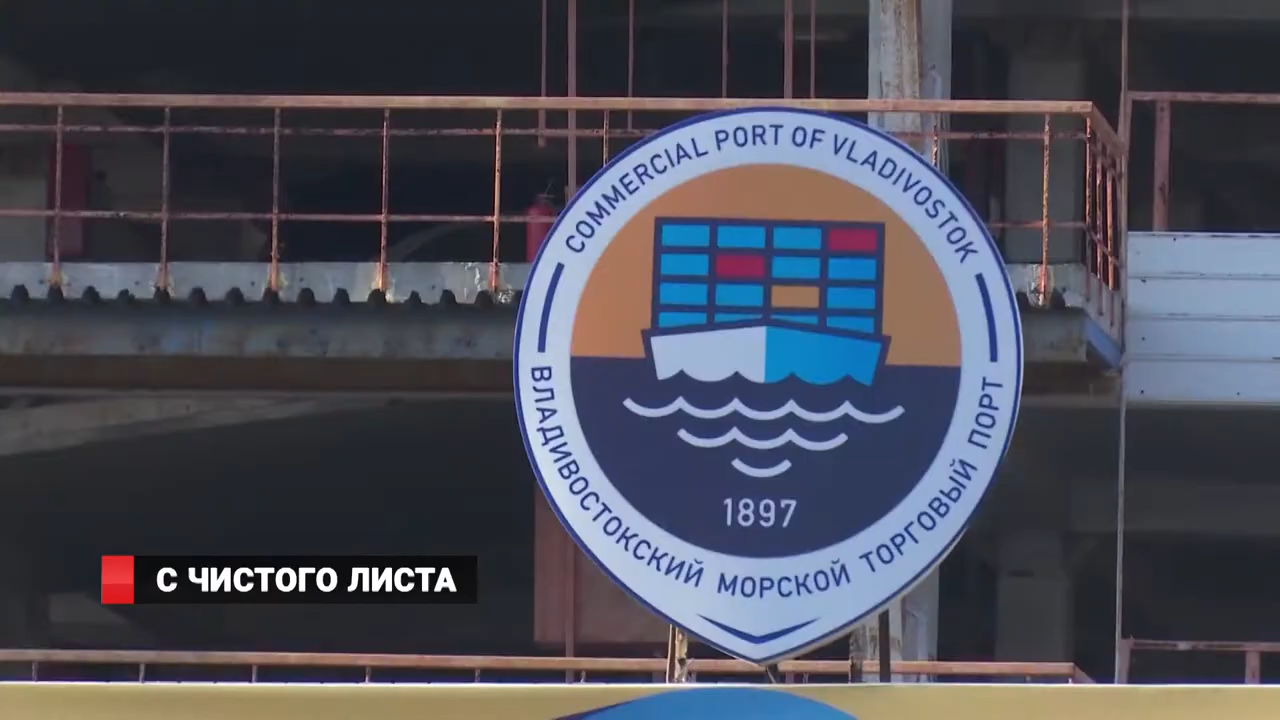 COMMERCIAL PORT OF VLADIVOSTOK
1897
ВЛАДИВОСТОКСКИЙ МОРСКОЙ ТОРГОВЫЙ ПОРТ
С ЧИСТОГО ЛИСТА